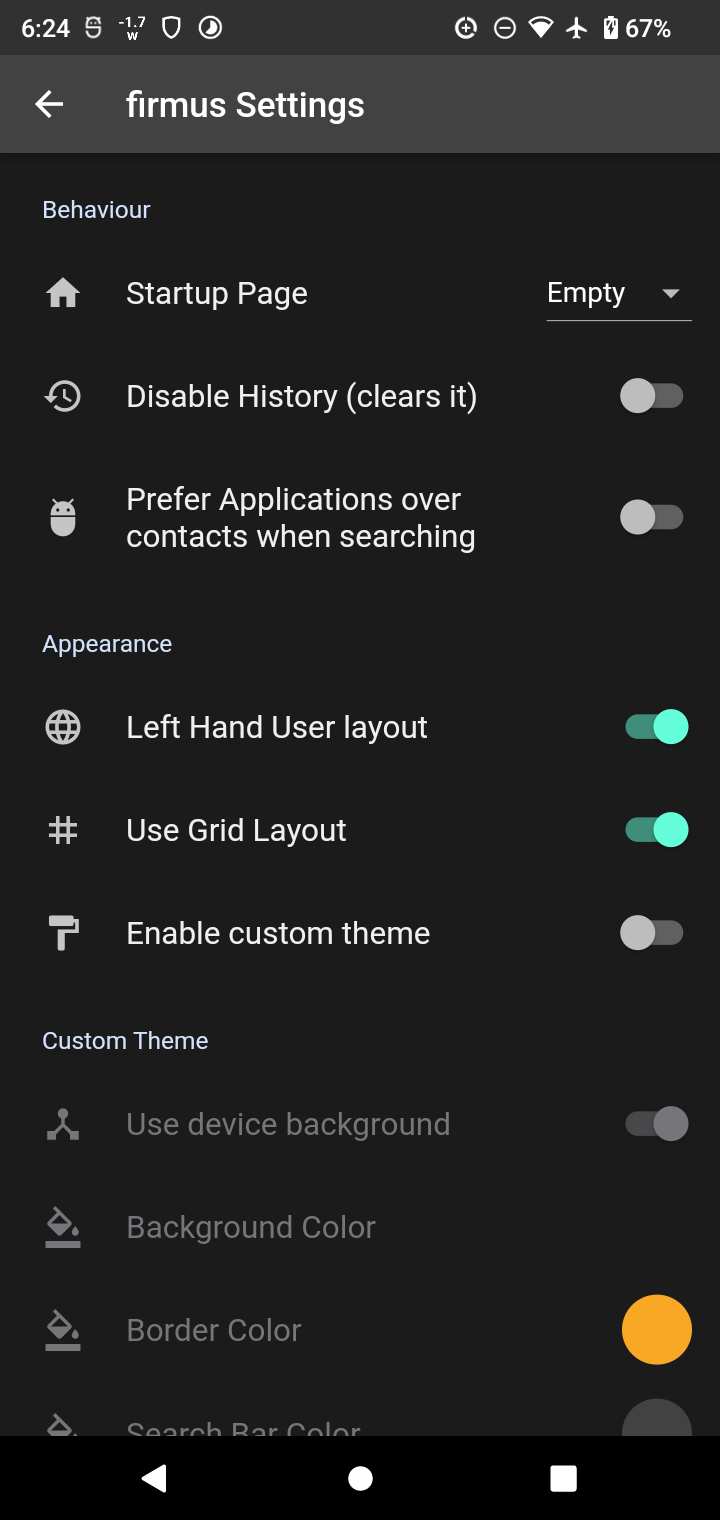 6:24 -1.7 W 67%
firmus Settings
Behaviour
Startup Page Empty
Disable History (clears it)
Prefer Applications over
contacts when searching
Appearance
Left Hand User layout
Use Grid Layout
Enable custom theme
Custom Theme
Use device background
Background Color
Border Color
Search Bar Color